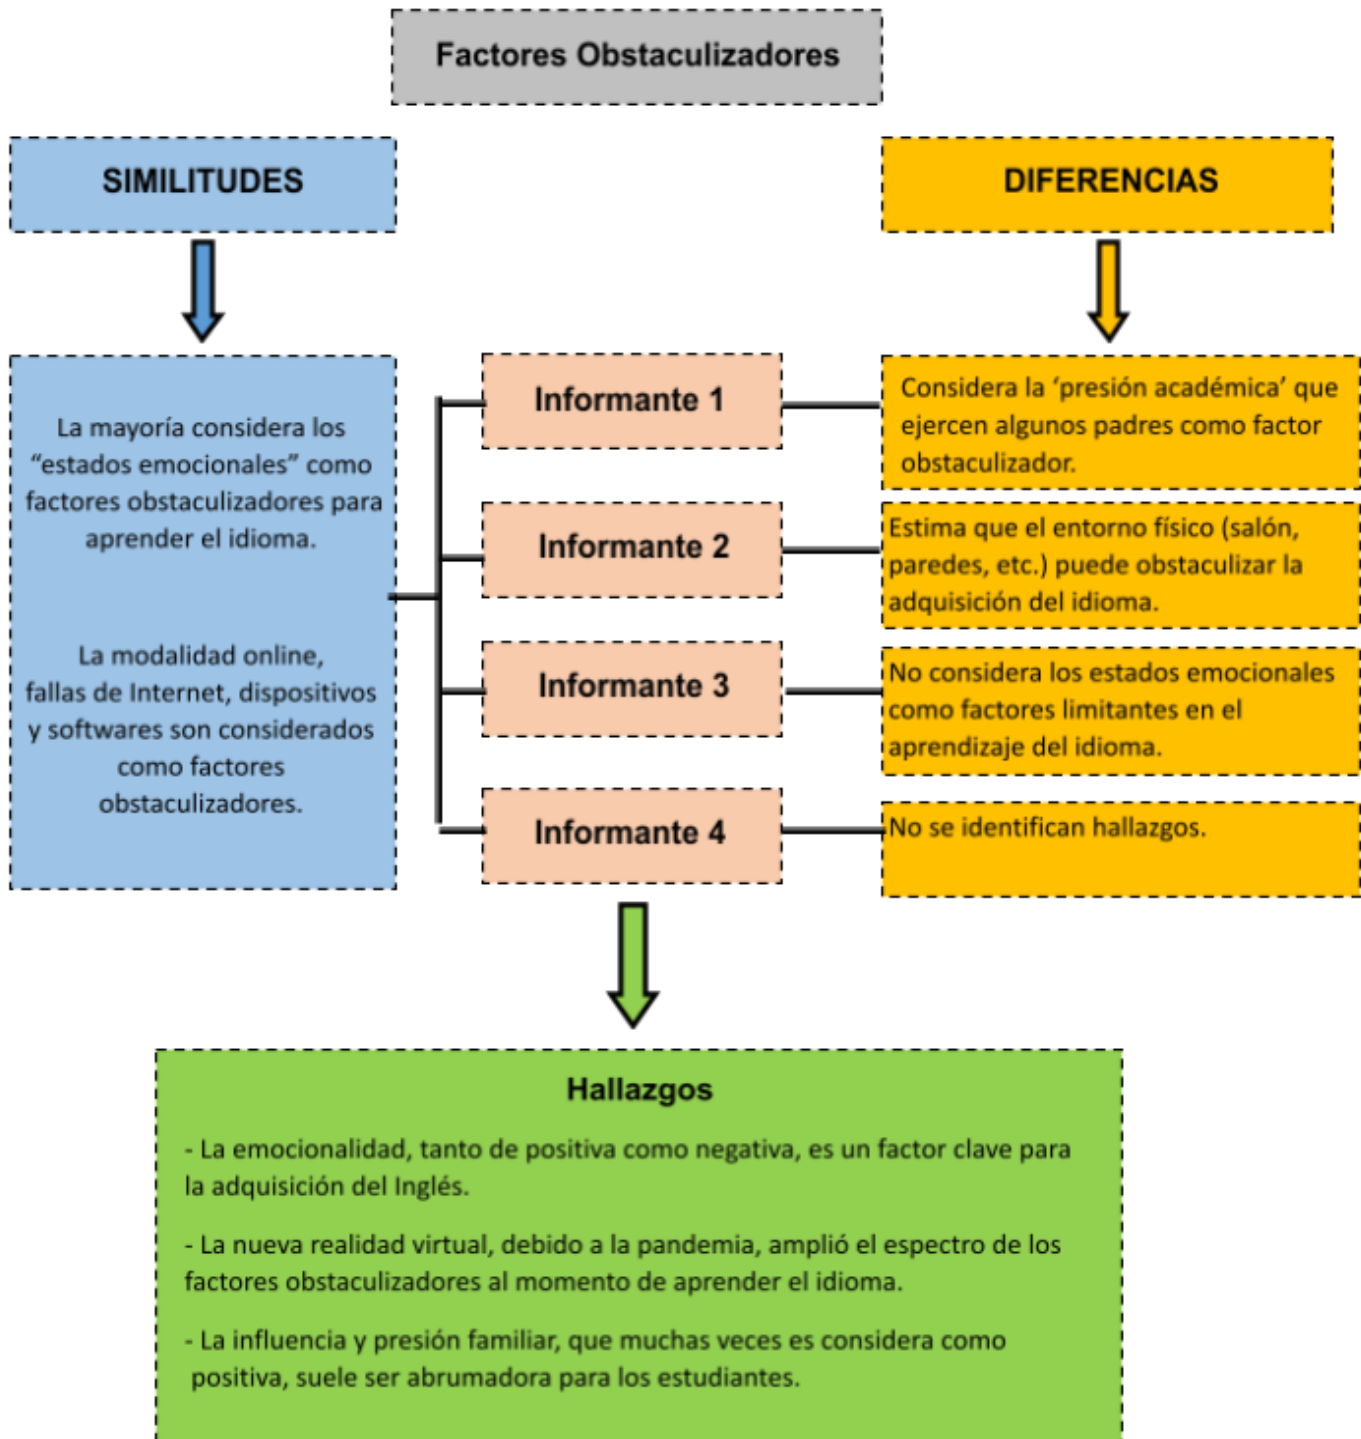 Factores Obstaculizadores
SIMILITUDES
DIFERENCIAS
La mayoría considera los
“estados emocionales” como
factores obstaculizadores para
aprender el idioma.
La modalidad online,
fallas de Internet, dispositivos
y softwares son considerados
como factores
obstaculizadores.
Informante 1
Considera la ‘presión académica’ que
ejercen algunos padres como factor
obstaculizador.
Informante 2
Estima que el entorno físico (salón,
paredes, etc.) puede obstaculizar la
adquisición del idioma.
Informante 3
No considera los estados emocionales
como factores limitantes en el
aprendizaje del idioma.
Informante 4
No se identifican hallazgos.
Hallazgos
- La emocionalidad, tanto de positiva como negativa, es un factor clave para
la adquisición del Inglés.
- La nueva realidad virtual, debido a la pandemia, amplió el espectro de los
factores obstaculizadores al momento de aprender el idioma.
- La influencia y presión familiar, que muchas veces es considera como
positiva, suele ser abrumadora para los estudiantes.